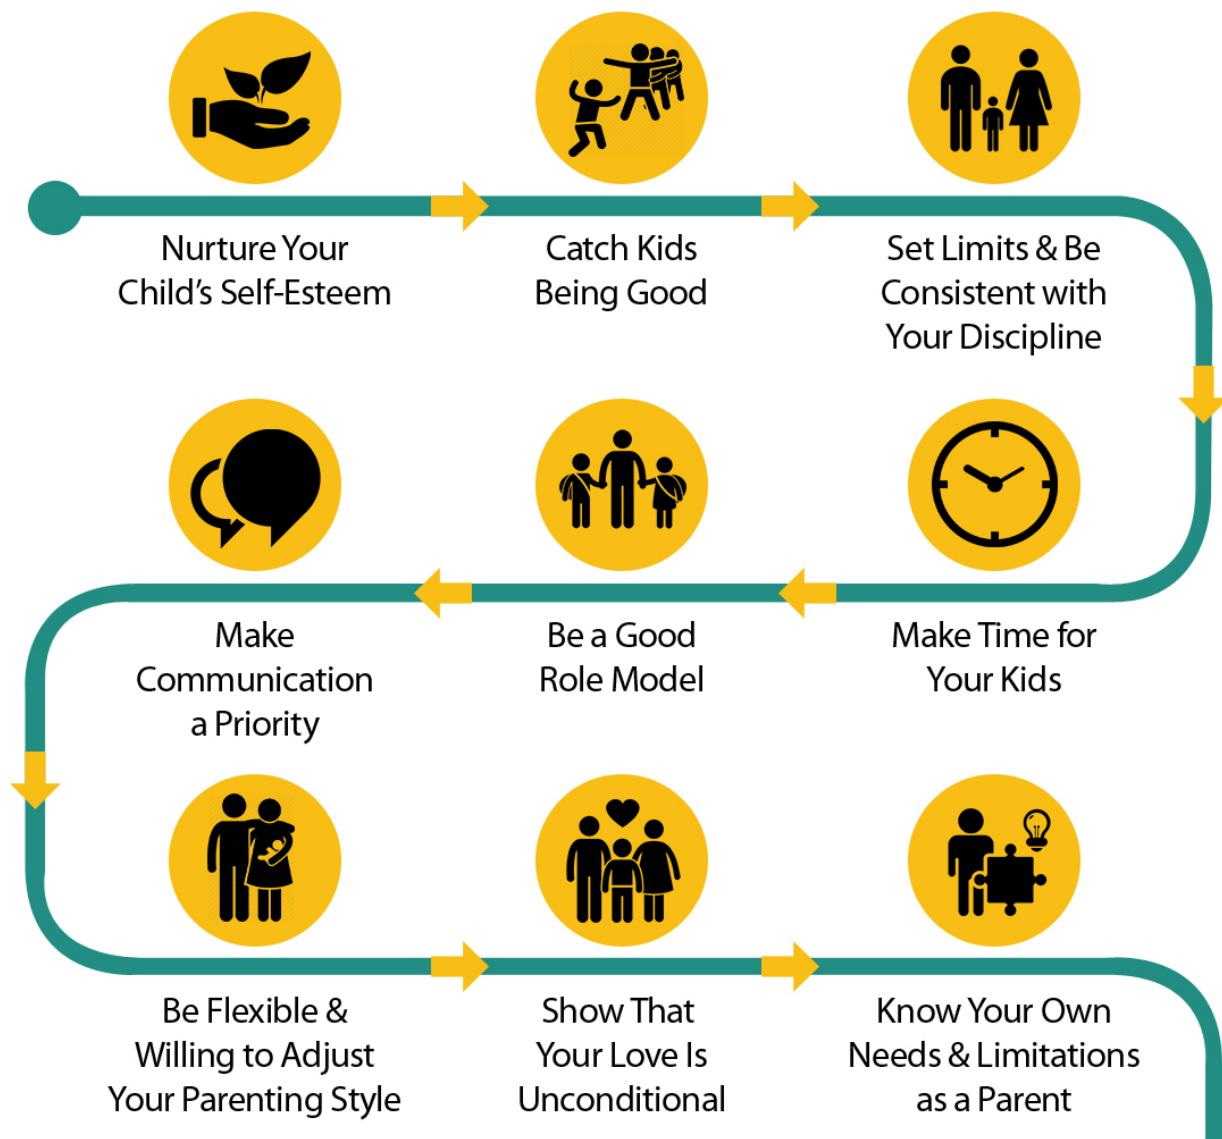 Nurture Your
Child’s Self-Esteem
Catch Kids
Being Good
Set Limits & Be
Consistent with
Your Discipline
Make Time for
Your Kids
Be a Good
Role Model
Make
Communication
a Priority
Be Flexible &
Willing to Adjust
Your Parenting Style
Show That
Your Love Is
Unconditional
Know Your Own
Needs & Limitations
as a Parent